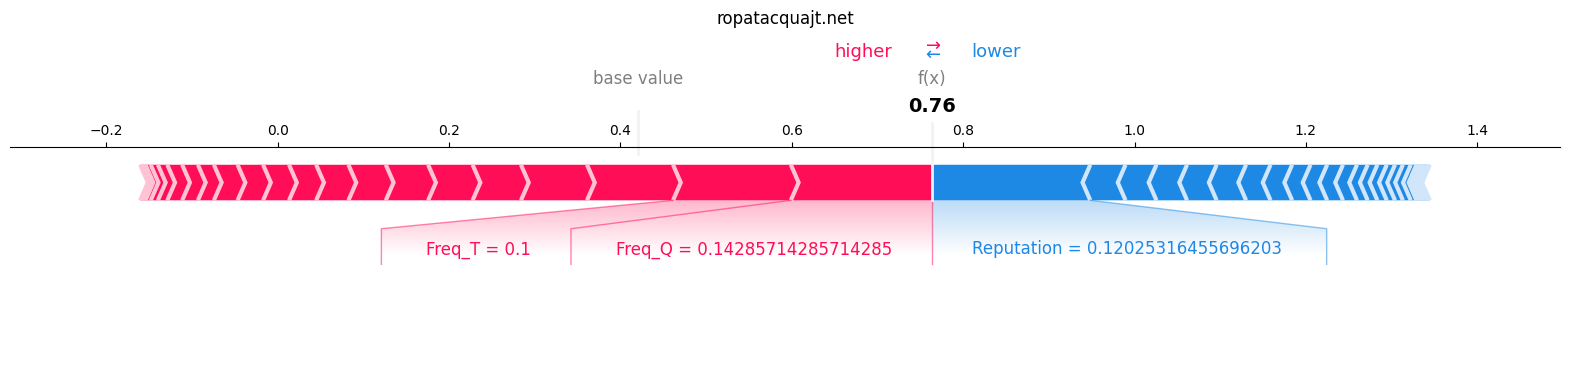 ropatacquajt.net
higher ⇄ lower
base value f(x)
0.76
−0.2 0.0 0.2 0.4 0.6 0.8 1.0 1.2 1.4
Freq_T = 0.1 Freq_Q = 0.14285714285714285 Reputation = 0.12025316455696203